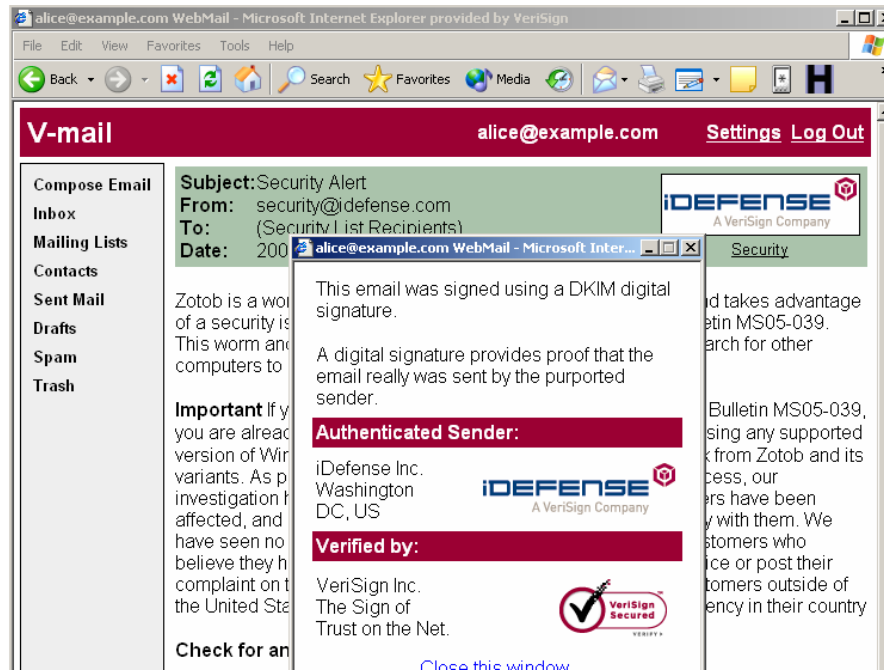 alice@example.com WebMail - Microsoft Internet Explorer provided by VeriSign
File Edit View Favorites Tools Help
Back Search Favorites Media
V-mail alice@example.com Settings Log Out
Compose Email
Inbox
Mailing Lists
Contacts
Sent Mail
Drafts
Spam
Trash
Subject:Security Alert
From: security@idefense.com
To: (Security List Recipients)
Date: 200
iDEFENSE
A VeriSign Company
Security
Zotob is a wor
of a security is
This worm and
computers to
Important If y
you are alread
version of Win
variants. As p
investigation h
affected, and
have seen no
believe they h
complaint on t
the United Sta
Check for an
alice@example.com WebMail - Microsoft Inter...
This email was signed using a DKIM digital
signature.
A digital signature provides proof that the
email really was sent by the purported
sender.
Authenticated Sender:
iDefense Inc.
Washington
DC, US
iDEFENSE
A VeriSign Company
Verified by:
VeriSign Inc.
The Sign of
Trust on the Net.
VeriSign
Secured
VERIFY
Close this window
d takes advantage
etin MS05-039.
arch for other
Bulletin MS05-039,
sing any supported
k from Zotob and its
cess, our
rs have been
y with them. We
stomers who
ice or post their
tomers outside of
ency in their country